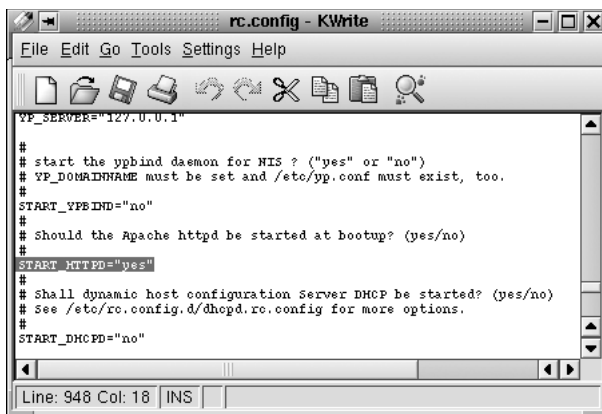 rc.config - KWrite
File Edit Go Tools Settings Help
YP_SERVER="127.0.0.1"
#
# start the ypbind daemon for NIS ? ("yes" or "no")
# YP_DOMAINNAME must be set and /etc/yp.conf must exist, too.
#
START_YPBIND="no"
#
# Should the Apache httpd be started at bootup? (yes/no)
#
START_HTTPD="yes"
#
# Shall dynamic host configuration Server DHCP be started? (yes/no)
# See /etc/rc.config.d/dhcpd.rc.config for more options.
#
START_DHCPD="no"
Line: 948 Col: 18 INS